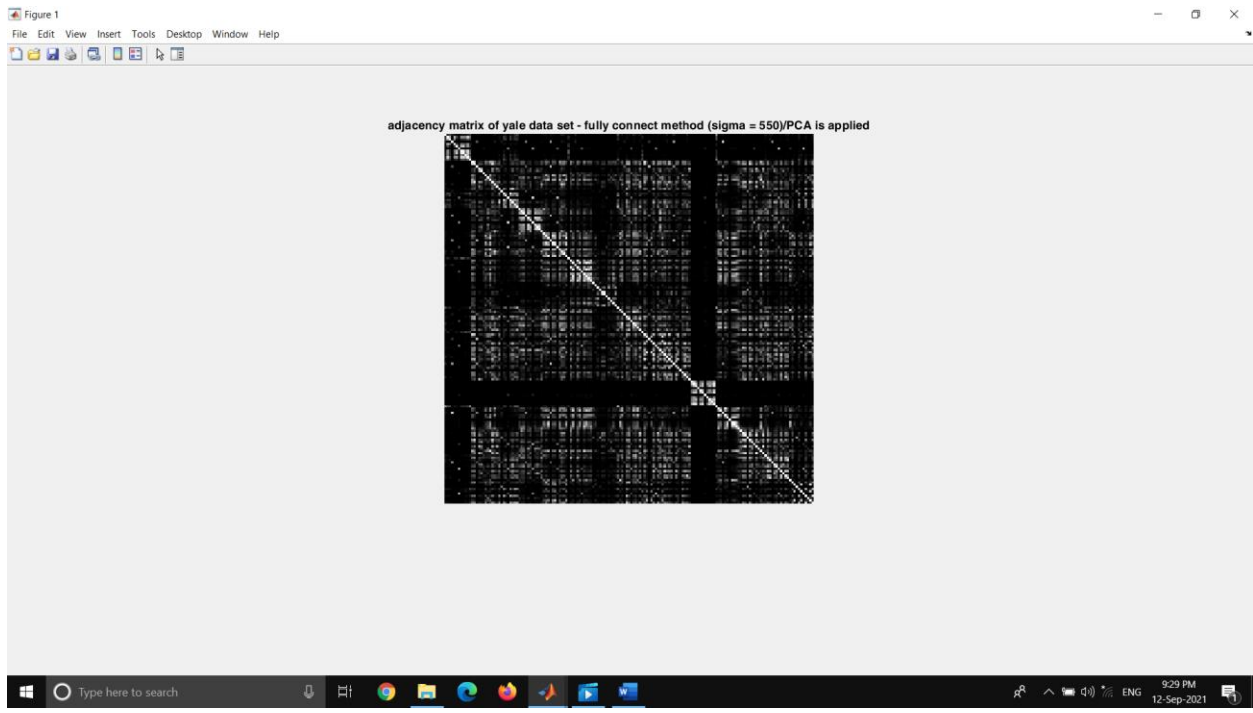 Figure 1
File Edit View Insert Tools Desktop Window Help
adjacency matrix of yale data set - fully connect method (sigma = 550)/PCA is applied
Type here to search
ENG
9:29 PM
12-Sep-2021
1